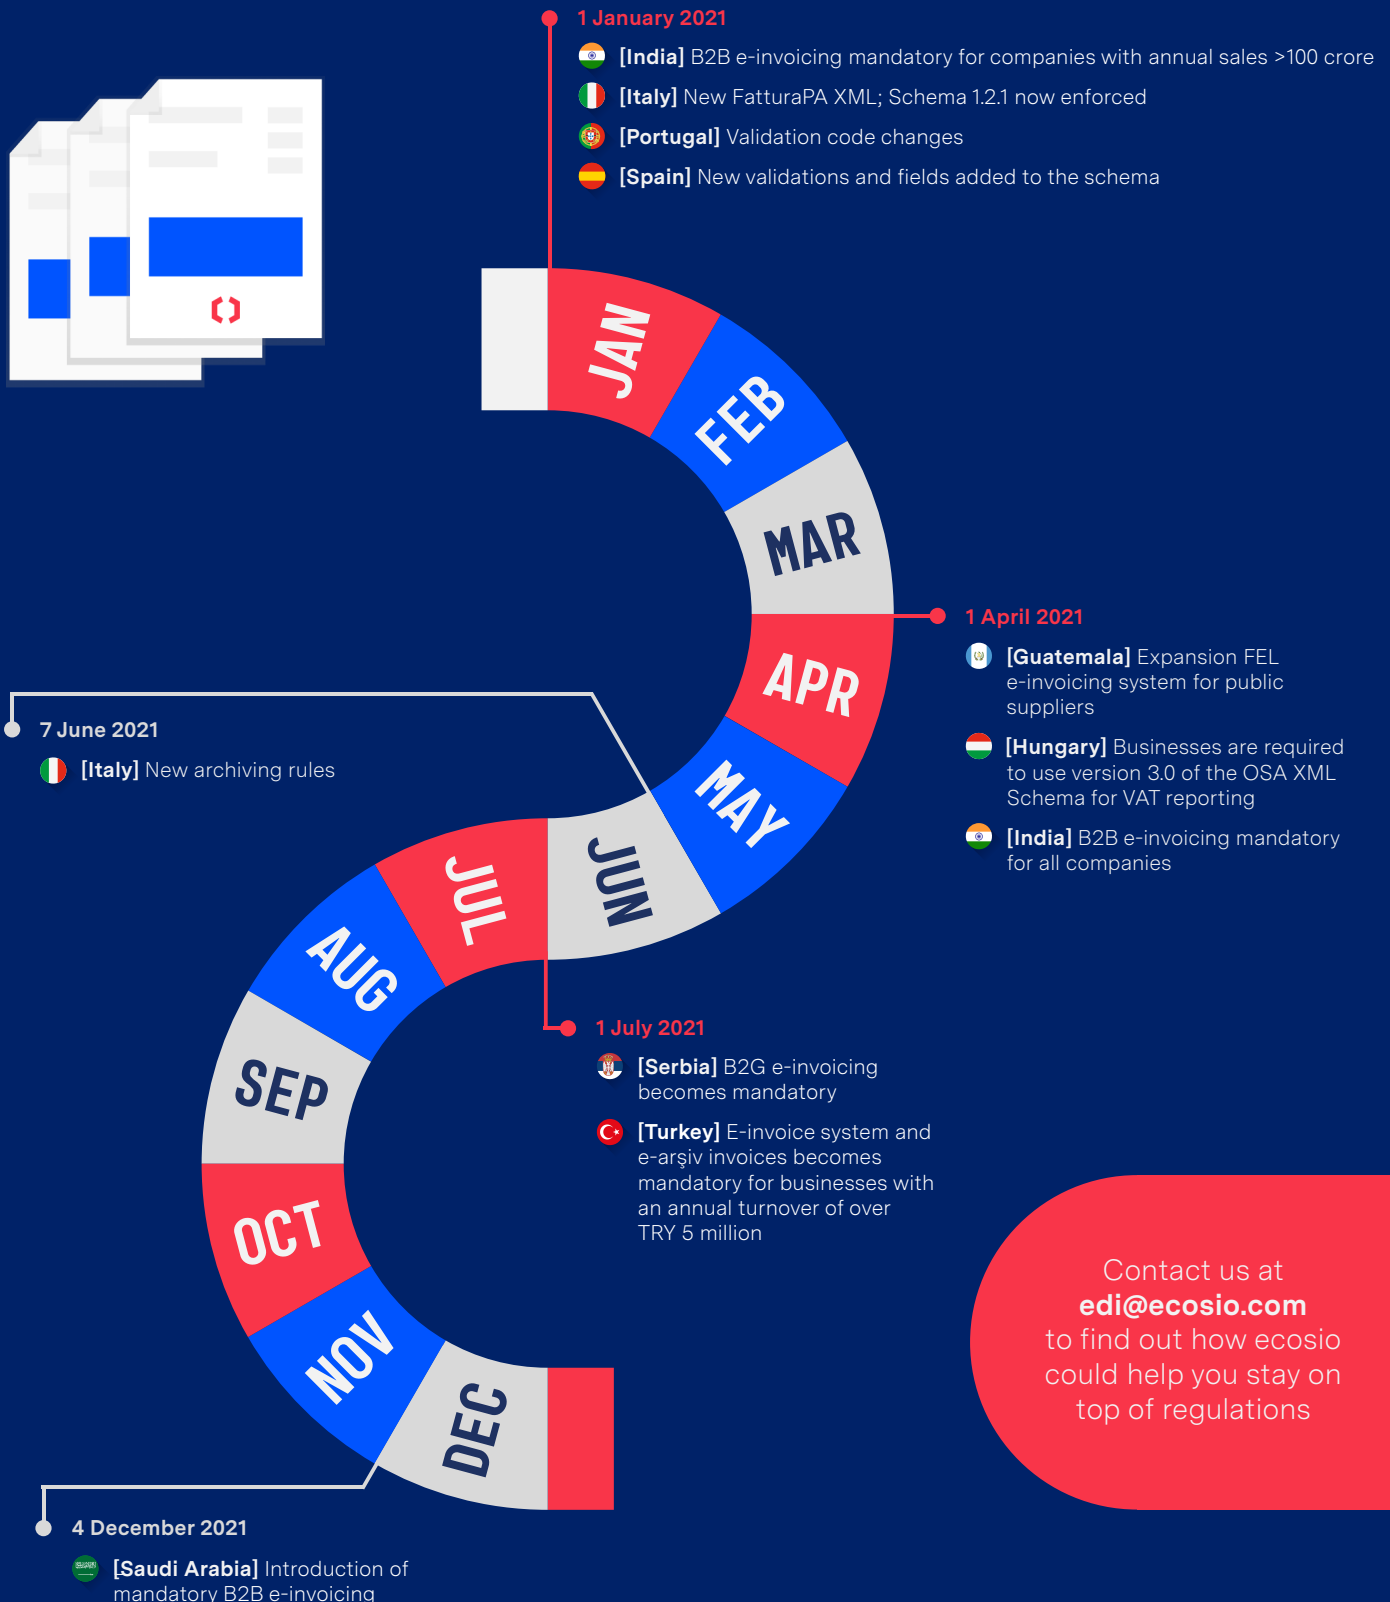 1 January 2021
[India] B2B e-invoicing mandatory for companies with annual sales >100 crore
[Italy] New FatturaPA XML; Schema 1.2.1 now enforced
[Portugal] Validation code changes
[Spain] New validations and fields added to the schema
JAN
FEB
MAR
1 April 2021
[Guatemala] Expansion FEL
e-invoicing system for public
suppliers
[Hungary] Businesses are required
to use version 3.0 of the OSA XML
Schema for VAT reporting
[India] B2B e-invoicing mandatory
for all companies
APR
MAY
7 June 2021
[Italy] New archiving rules
JUN
JUL
1 July 2021
[Serbia] B2G e-invoicing
becomes mandatory
[Turkey] E-invoice system and
e-arşiv invoices becomes
mandatory for businesses with
an annual turnover of over
TRY 5 million
AUG
SEP
OCT
NOV
DEC
Contact us at
edi@ecosio.com
to find out how ecosio
could help you stay on
top of regulations
4 December 2021
[Saudi Arabia] Introduction of
mandatory B2B e-invoicing